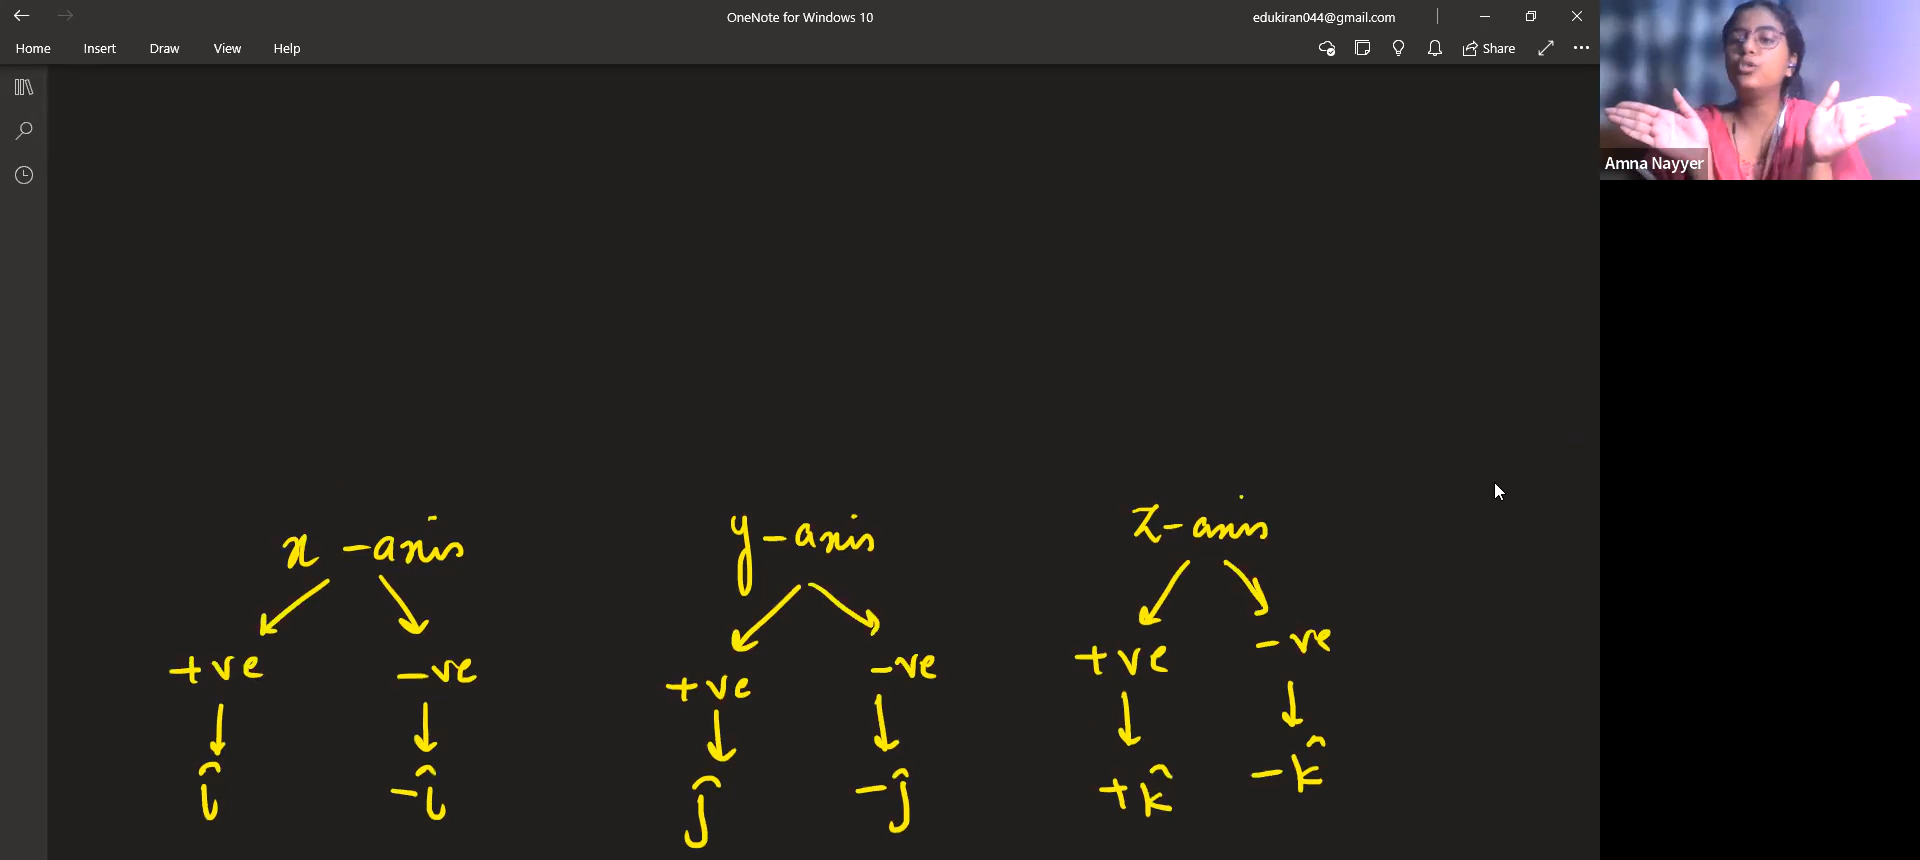 OneNote for Windows 10
edukiran044@gmail.com
Home Insert Draw View Help
Share
Amna Nayyer
x-axis y-axis z-axis
+ve -ve +ve -ve +ve -ve
î -î ĵ -ĵ +k̂ -k̂